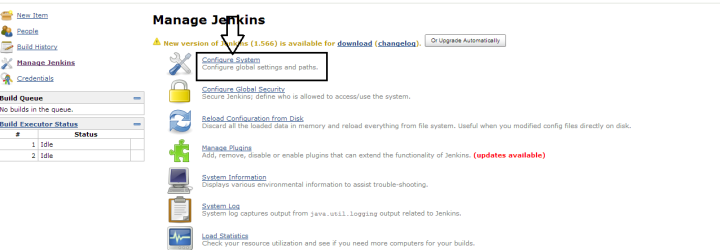 New Item
People
Build History
Manage Jenkins
Credentials
Build Queue
No builds in the queue.
Build Executor Status
# Status
1 Idle
2 Idle
Manage Jenkins
New version of Jenkins (1.566) is available for download (changelog). Or Upgrade Automatically
Configure System
Configure global settings and paths.
Configure Global Security
Secure Jenkins; define who is allowed to access/use the system.
Reload Configuration from Disk
Discard all the loaded data in memory and reload everything from file system. Useful when you modified config files directly on disk.
Manage Plugins
Add, remove, disable or enable plugins that can extend the functionality of Jenkins. (updates available)
System Information
Displays various environmental information to assist trouble-shooting.
System Log
System log captures output from java.util.logging output related to Jenkins.
Load Statistics
Check your resource utilization and see if you need more computers for your builds.